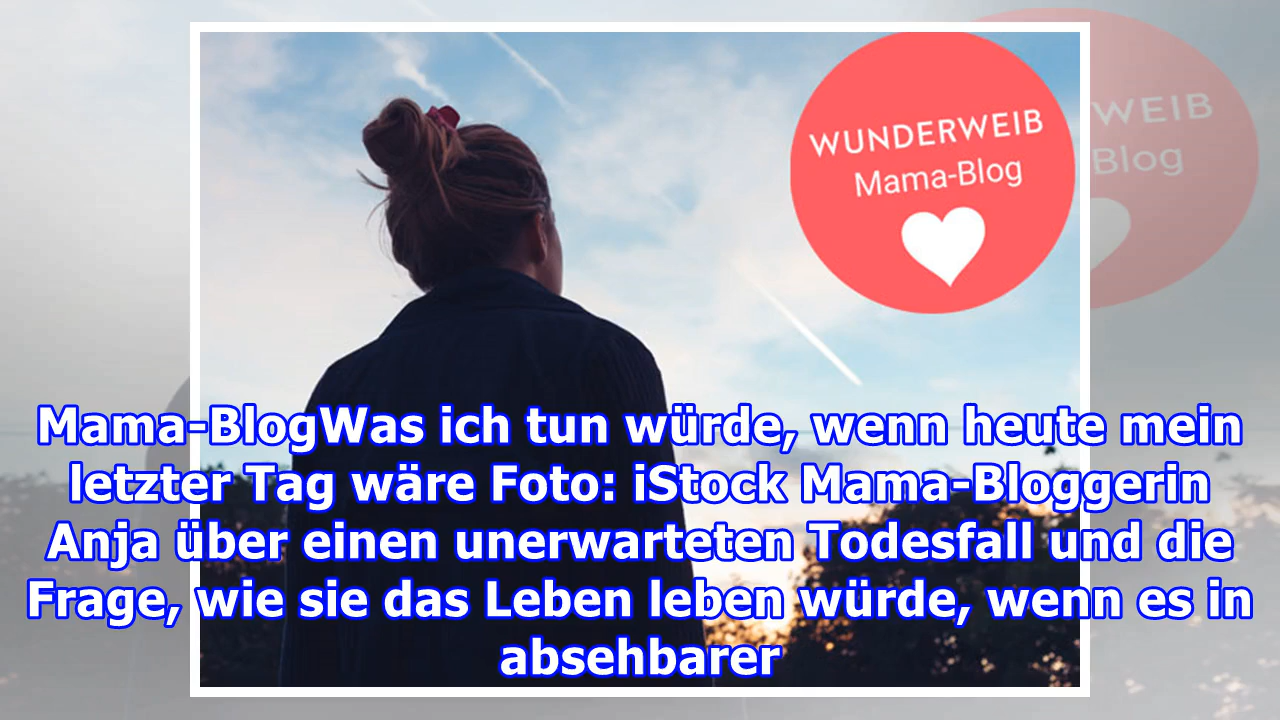 WUNDERWEIB
Mama-Blog
WEIB
Blog
Mama-BlogWas ich tun würde, wenn heute mein
letzter Tag wäre Foto: iStock Mama-Bloggerin
Anja über einen unerwarteten Todesfall und die
Frage, wie sie das Leben leben würde, wenn es in
absehbarer